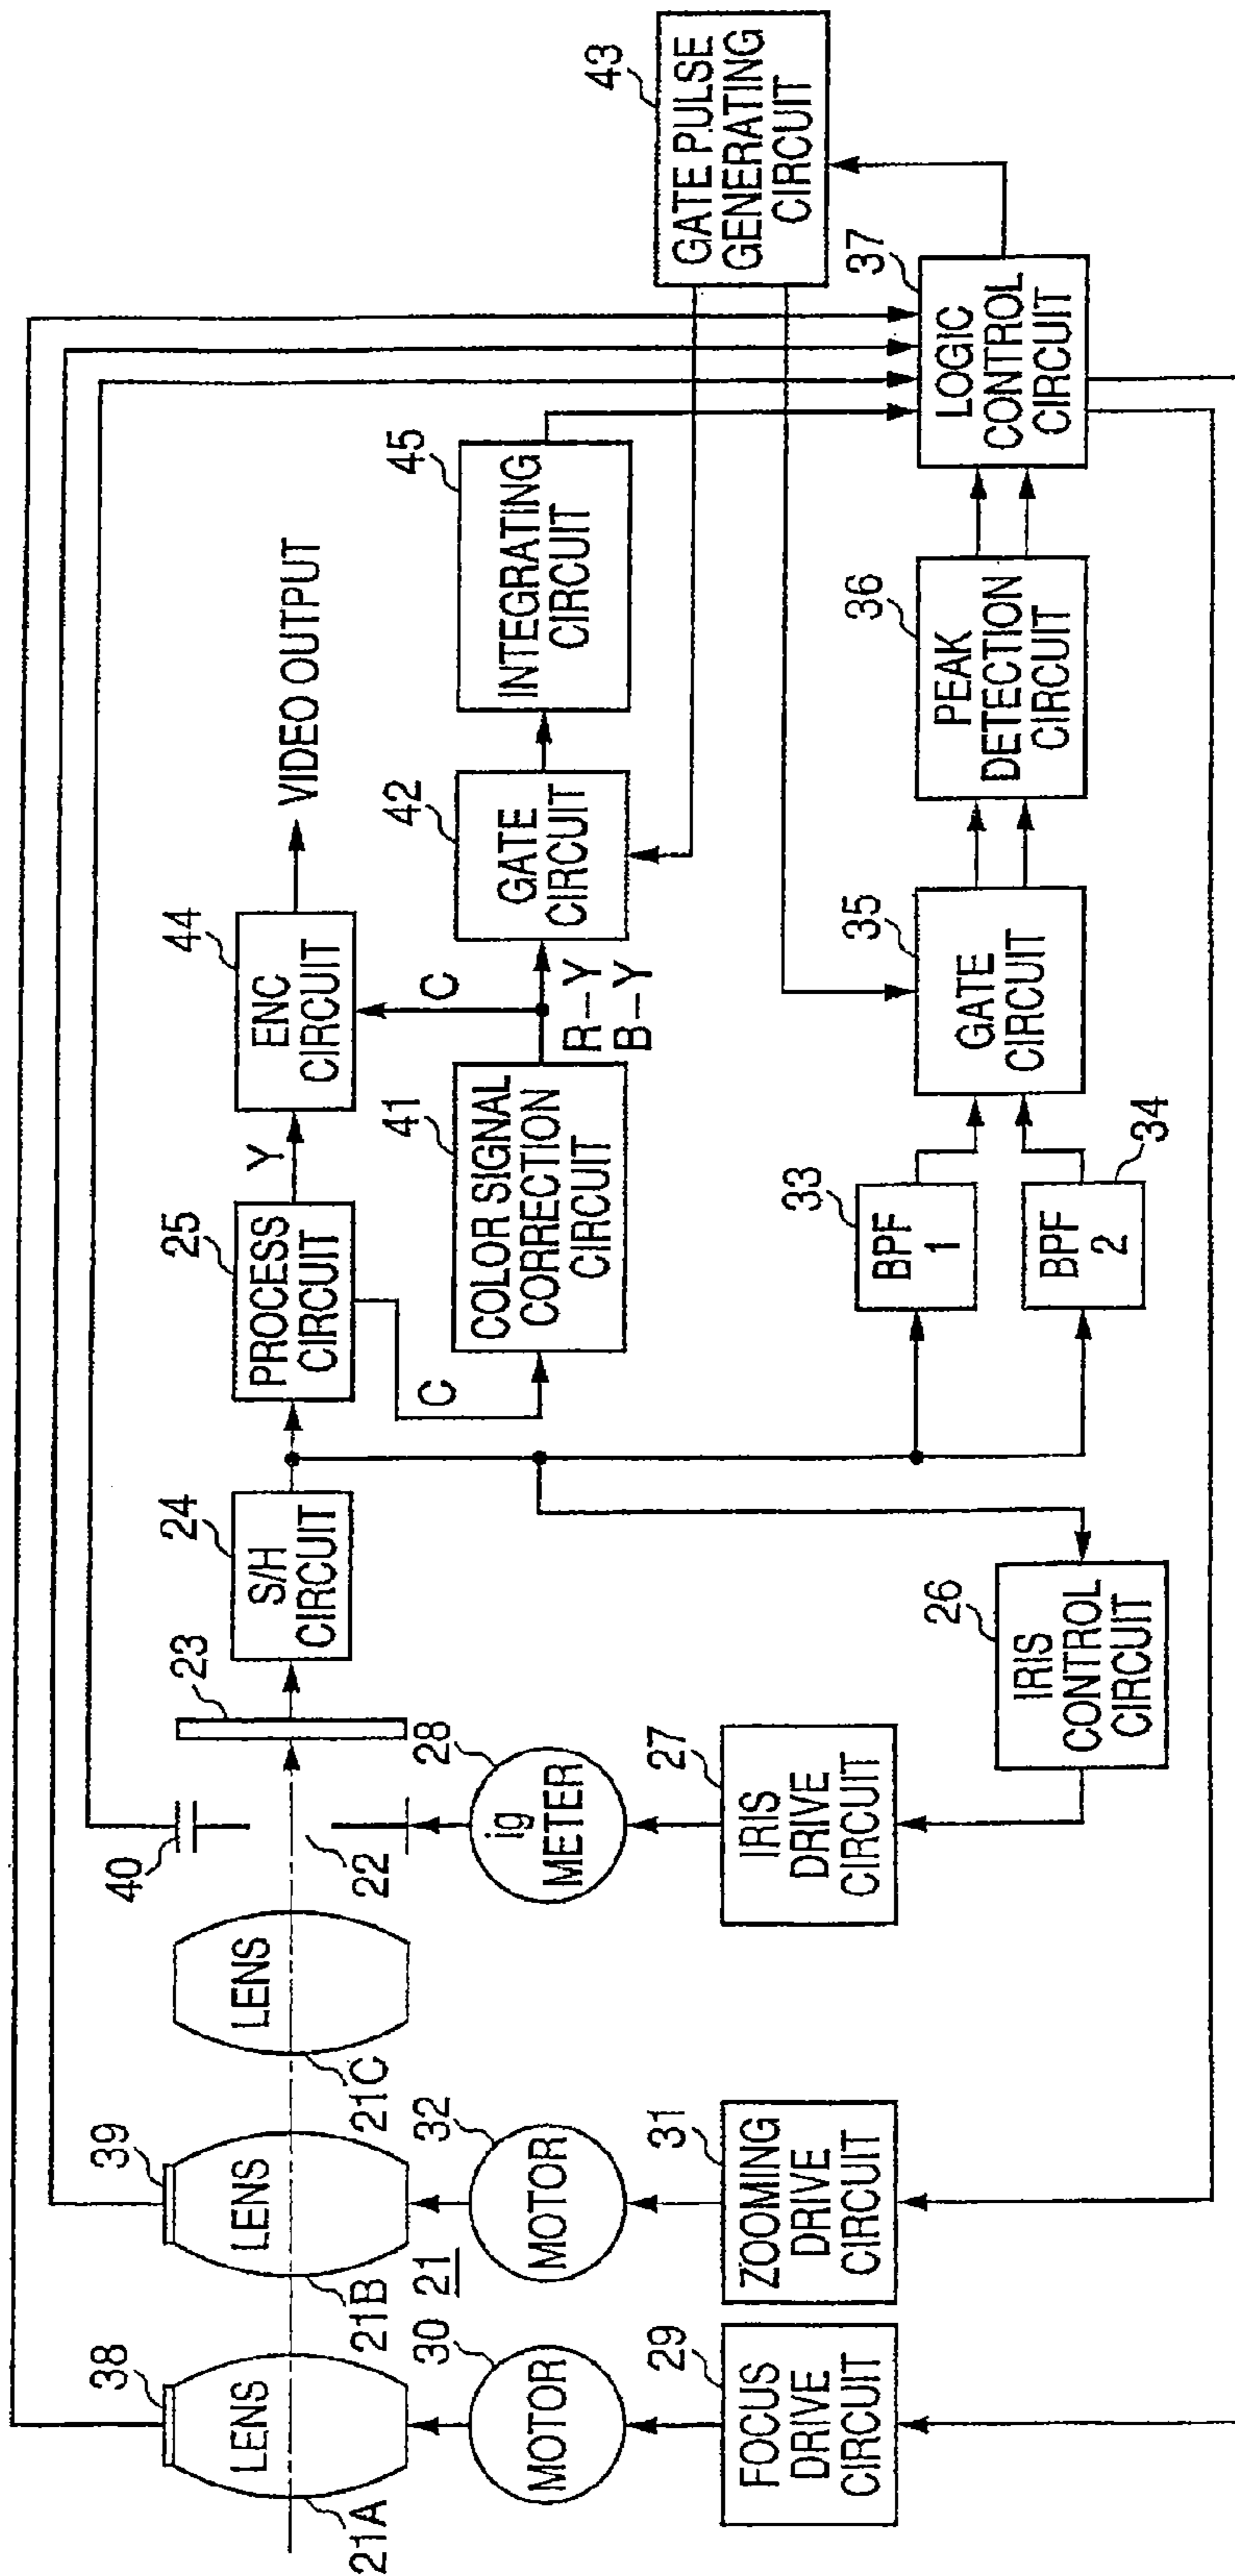 38
39
40
23
24
25
44
LENS
LENS
LENS
S/H
CIRCUIT
PROCESS
CIRCUIT
Y
ENC
CIRCUIT
VIDEO OUTPUT
21A
21B
21C
22
C
C
21
30
MOTOR
32
MOTOR
28
ig
METER
41
COLOR SIGNAL
CORRECTION
CIRCUIT
R-Y
B-Y
42
GATE
CIRCUIT
45
INTEGRATING
CIRCUIT
43
GATE PULSE
GENERATING
CIRCUIT
29
FOCUS
DRIVE
CIRCUIT
31
ZOOMING
DRIVE
CIRCUIT
27
IRIS
DRIVE
CIRCUIT
26
IRIS
CONTROL
CIRCUIT
33
BPF
1
34
BPF
2
35
GATE
CIRCUIT
36
PEAK
DETECTION
CIRCUIT
37
LOGIC
CONTROL
CIRCUIT